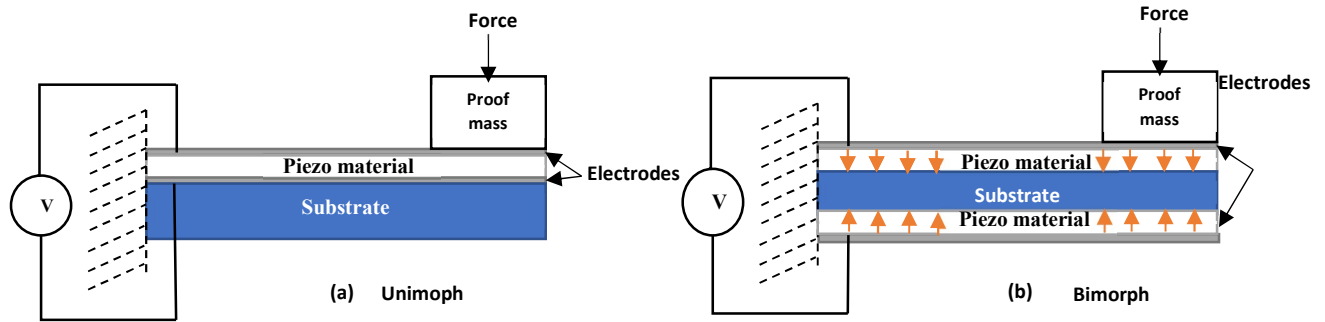 Force
Proof
mass
Piezo material
Electrodes
Substrate
V
(a) Unimoph
Force
Electrodes
Proof
mass
Piezo material
Substrate
Piezo material
V
(b) Bimorph